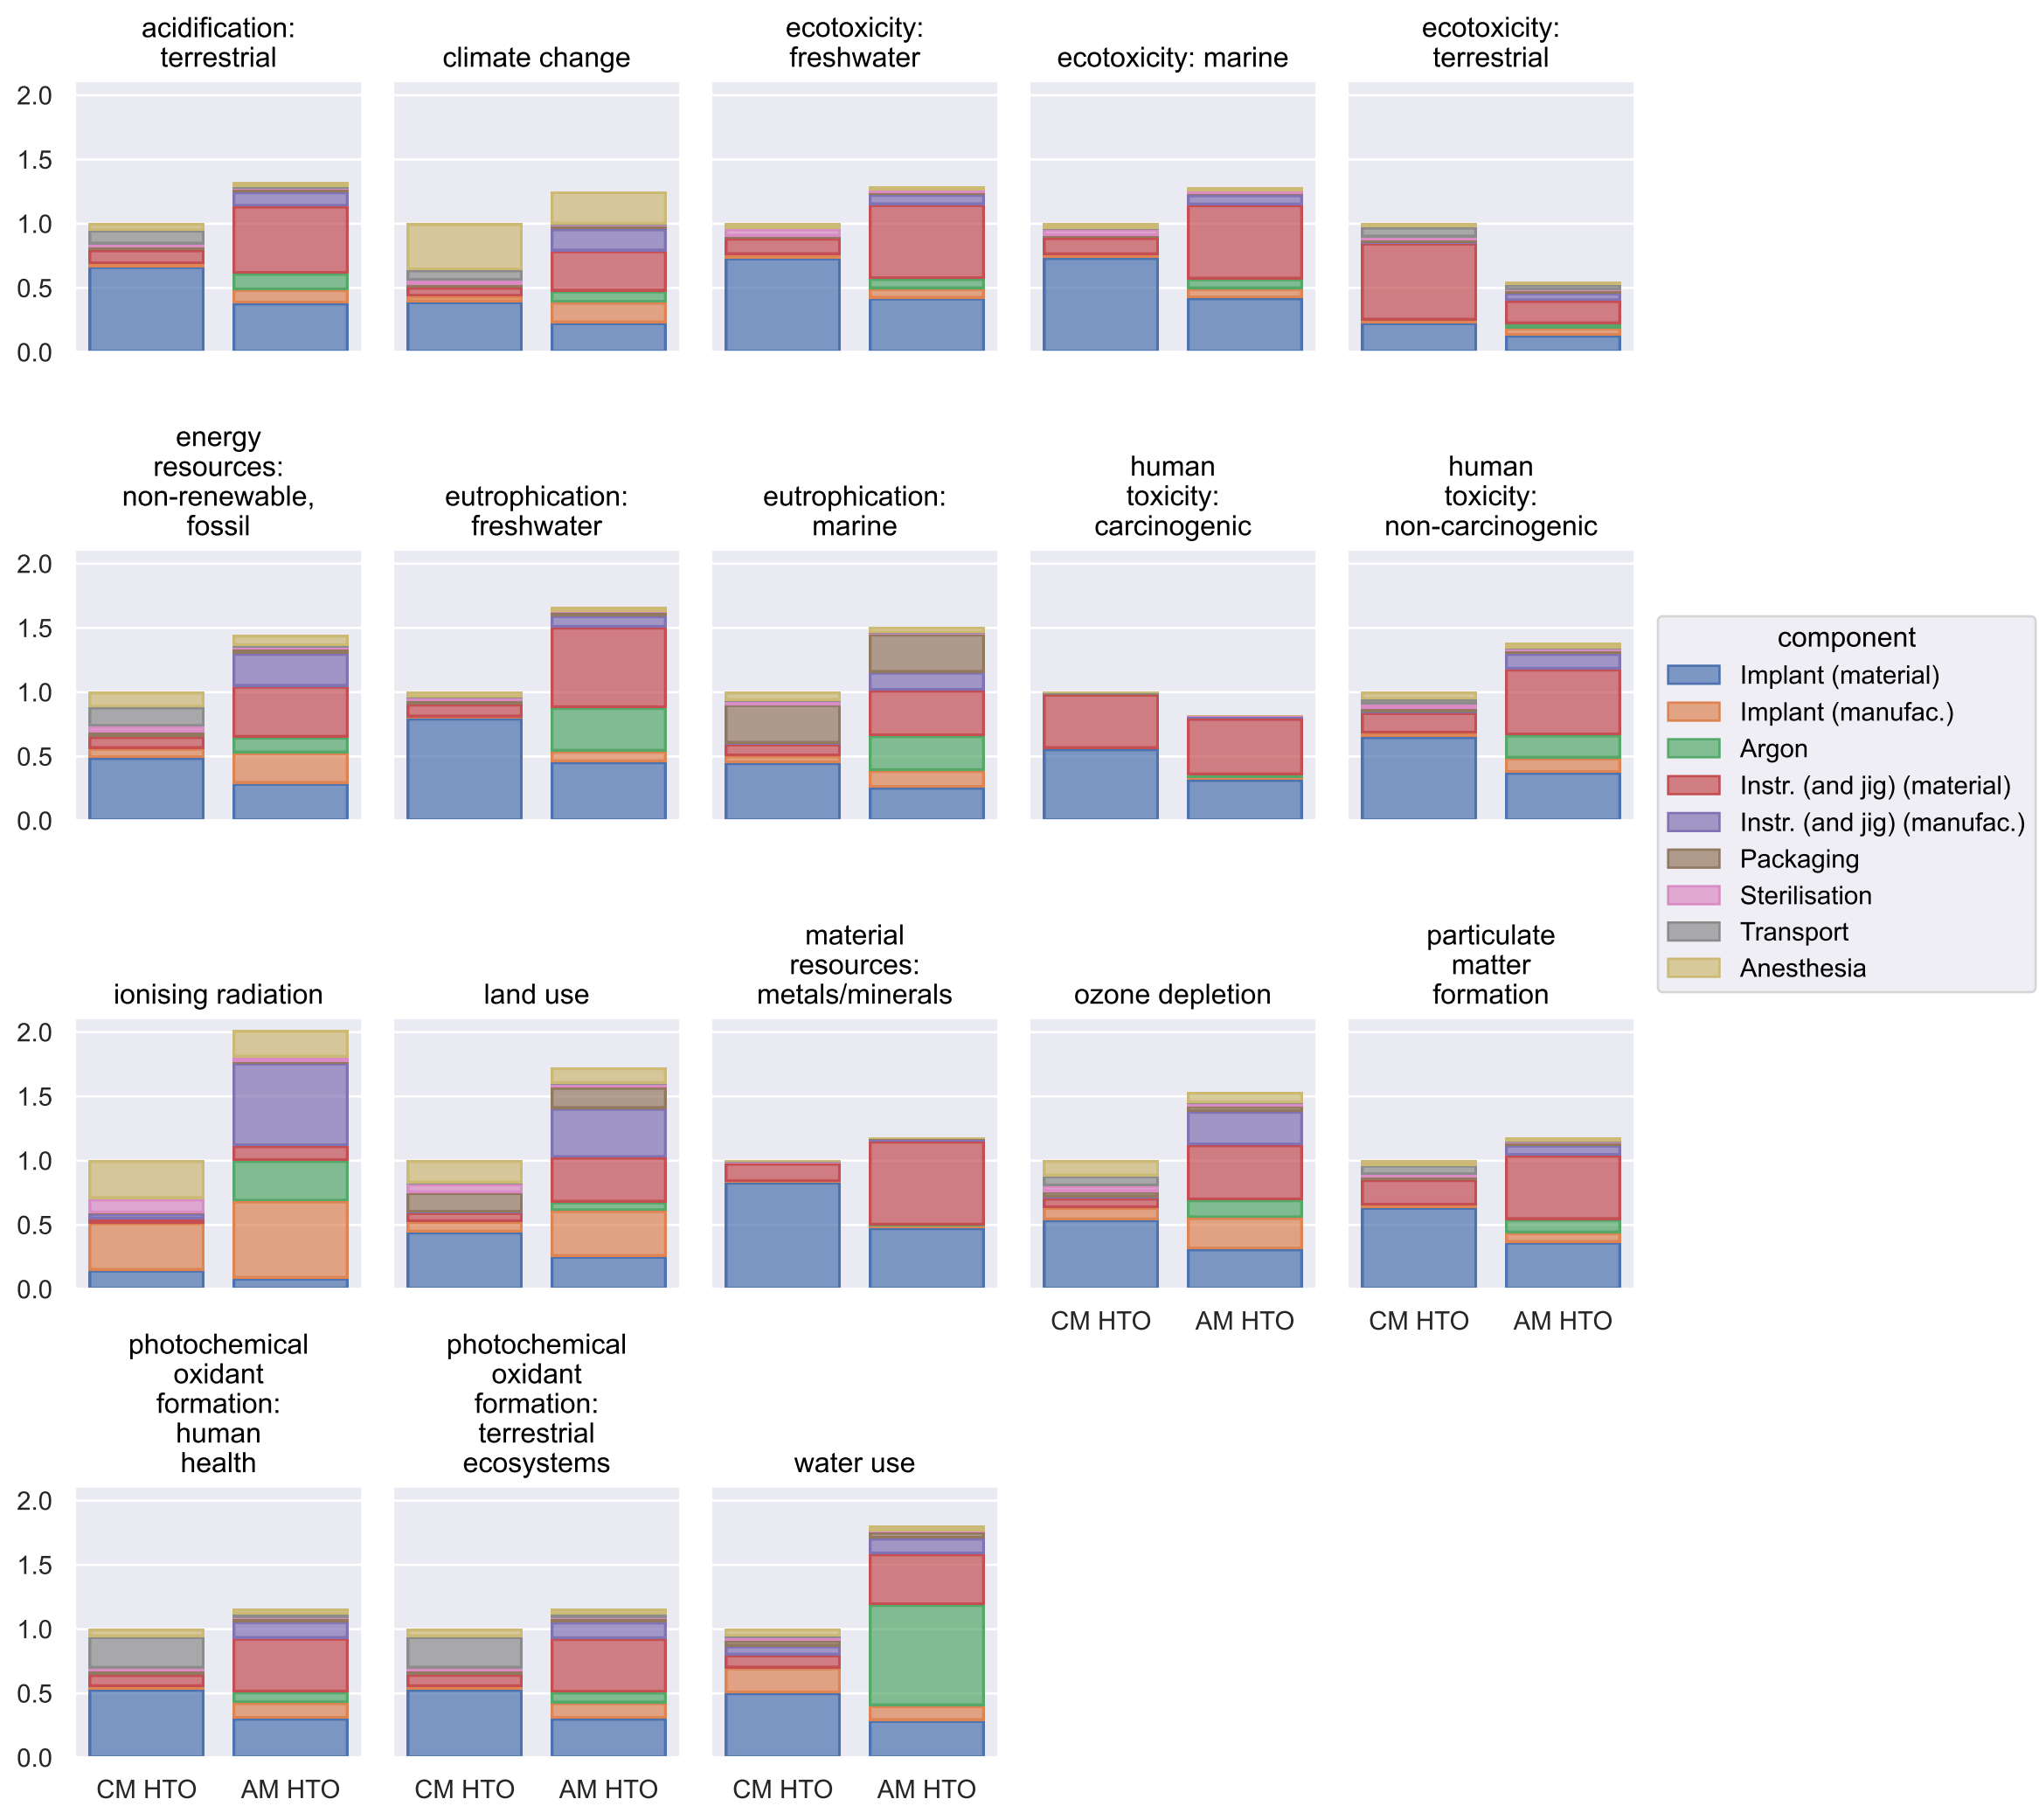 acidification:
terrestrial
climate change
ecotoxicity:
freshwater
ecotoxicity: marine
ecotoxicity:
terrestrial
2.0
1.5
1.0
0.5
0.0
energy
resources:
non-renewable,
fossil
eutrophication:
freshwater
eutrophication:
marine
human
toxicity:
carcinogenic
human
toxicity:
non-carcinogenic
2.0
1.5
1.0
0.5
0.0
component
Implant (material)
Implant (manufac.)
Argon
Instr. (and jig) (material)
Instr. (and jig) (manufac.)
Packaging
Sterilisation
Transport
Anesthesia
ionising radiation
land use
material
resources:
metals/minerals
ozone depletion
particulate
matter
formation
2.0
1.5
1.0
0.5
0.0
CM HTO
AM HTO
CM HTO
AM HTO
photochemical
oxidant
formation:
human
health
photochemical
oxidant
formation:
terrestrial
ecosystems
water use
2.0
1.5
1.0
0.5
0.0
CM HTO
AM HTO
CM HTO
AM HTO
CM HTO
AM HTO